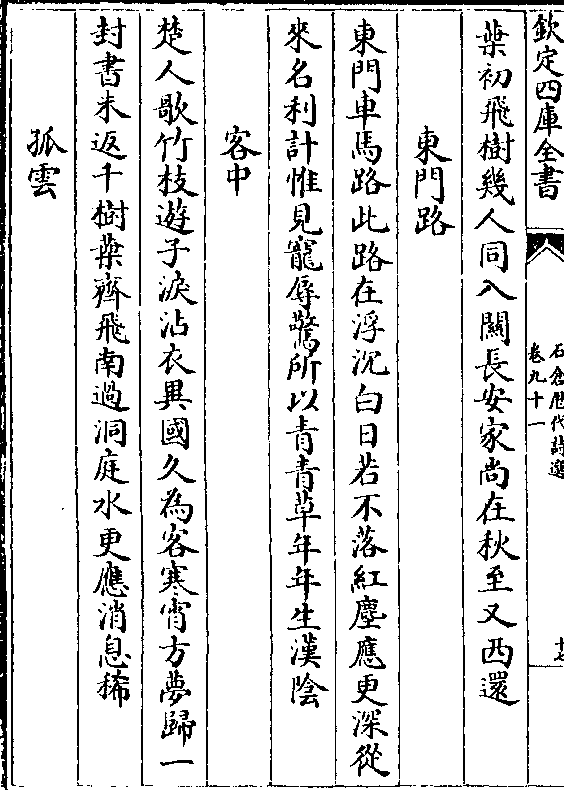 欽定四庫全書
石倉歴代詩選
卷九十一
十七
葉初飛樹幾人同入關長安家尚在秋至又西還
東門路
東門車馬路此路在浮沉白日若不落紅塵應更深從
來名利計惟見寵辱驚所以青青草年年生漢陰
客中
楚人歌竹枝遊子淚沾衣異國久為客寒宵方夢歸一
封書未返千樹葉齊飛南過洞庭水更應消息稀
孤雲